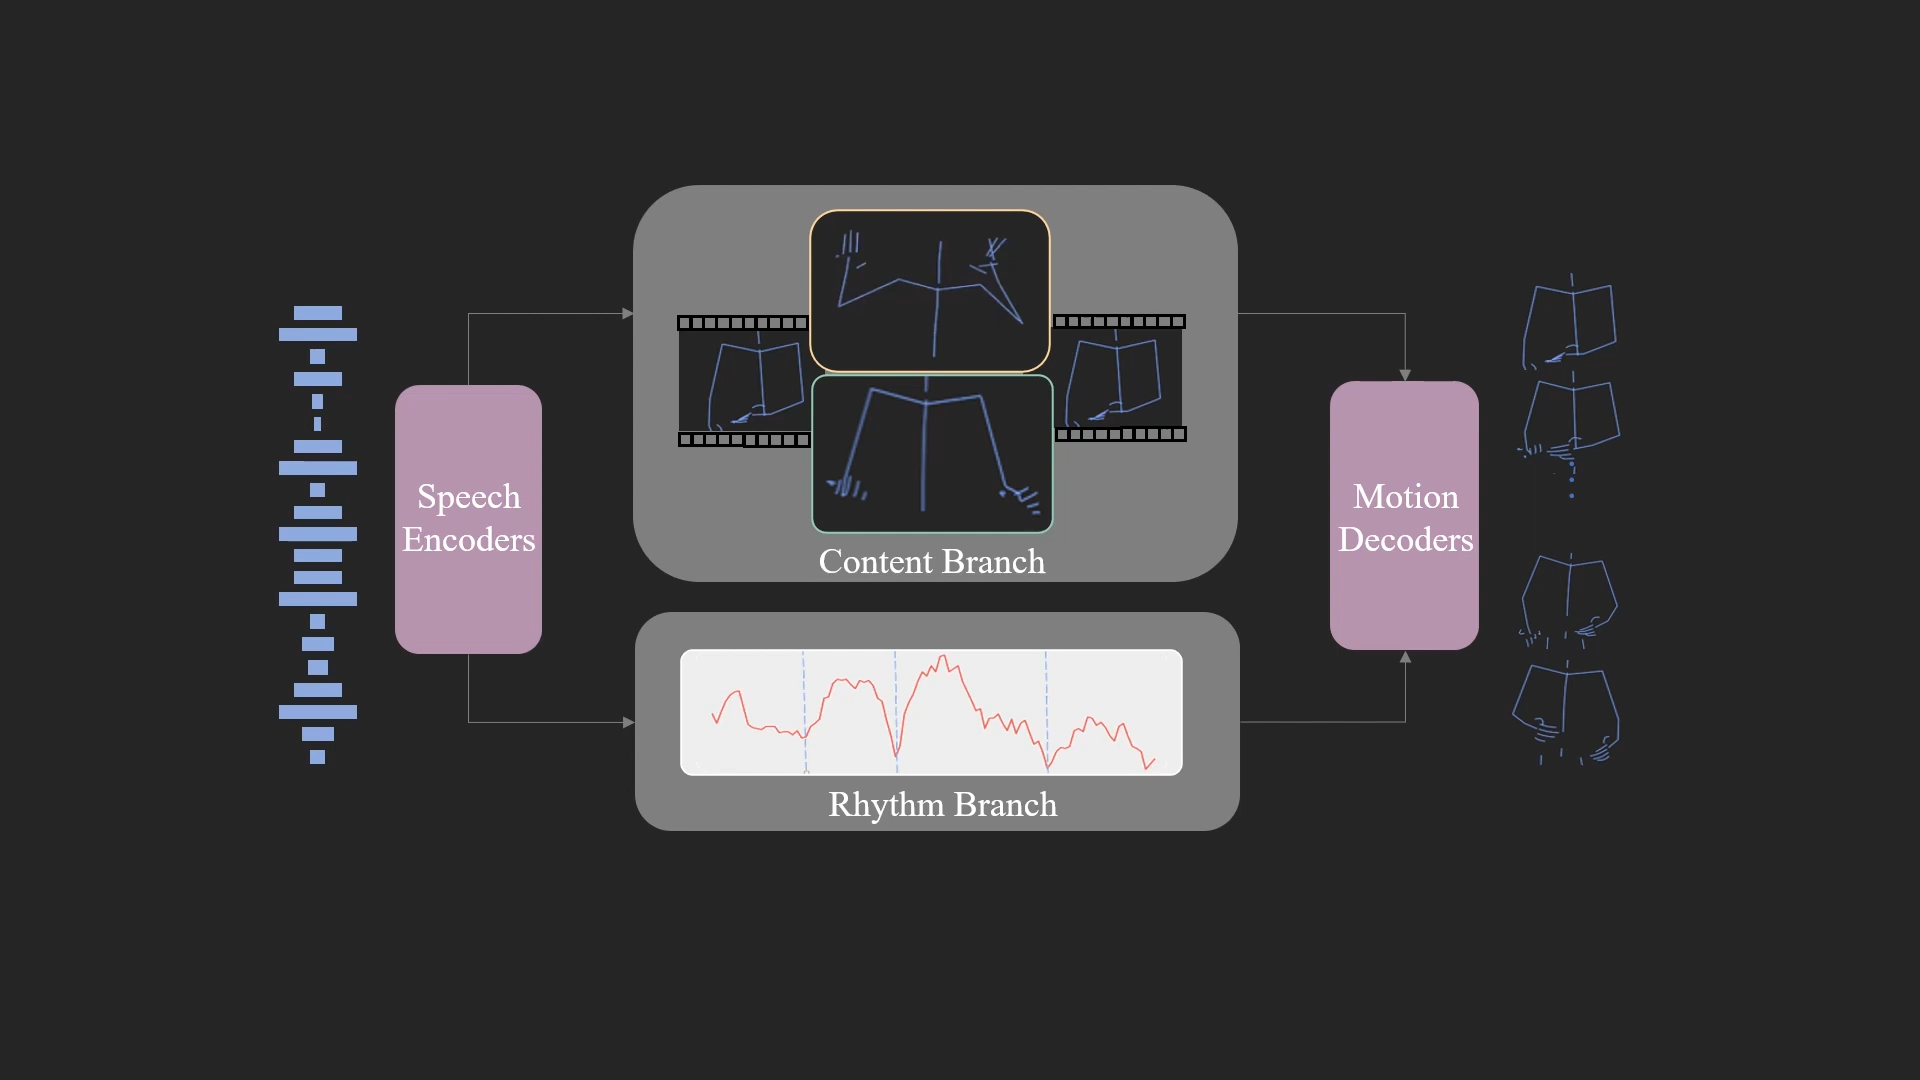 Speech
Encoders
Content Branch
Rhythm Branch
Motion
Decoders